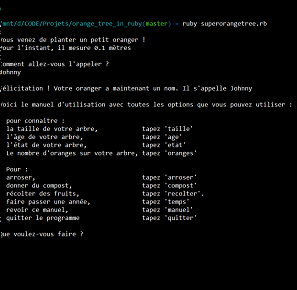 /mnt/d/CODE/Projets/orange_tree_in_ruby(master) » ruby superorangetree.rb
vous venez de planter un petit oranger !
Pour l'instant, il mesure 0.1 mètres
Comment allez-vous l'appeler ?
Johnny
Félicitation ! Votre oranger a maintenant un nom. Il s'appelle Johnny
Voici le manuel d'utilisation avec toutes les options que vous pouvez utiliser :
pour connaitre :
la taille de votre arbre, tapez 'taille'
l'âge de votre arbre, tapez 'age'
l'état de votre arbre, tapez 'etat'
Le nombre d'oranges sur votre arbre, tapez 'oranges'
Pour :
arroser, tapez 'arroser'
donner du compost, tapez 'compost'
récolter des fruits, tapez 'recolter'.
faire passer une année, tapez 'temps'
revoir ce manuel, tapez 'manuel'
quitter le programme tapez 'quitter'
Que voulez-vous faire ?